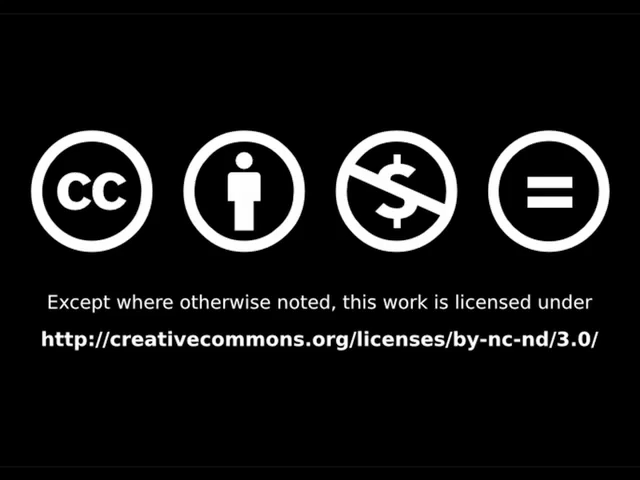 cc
$
=
Except where otherwise noted, this work is licensed under
http://creativecommons.org/licenses/by-nc-nd/3.0/